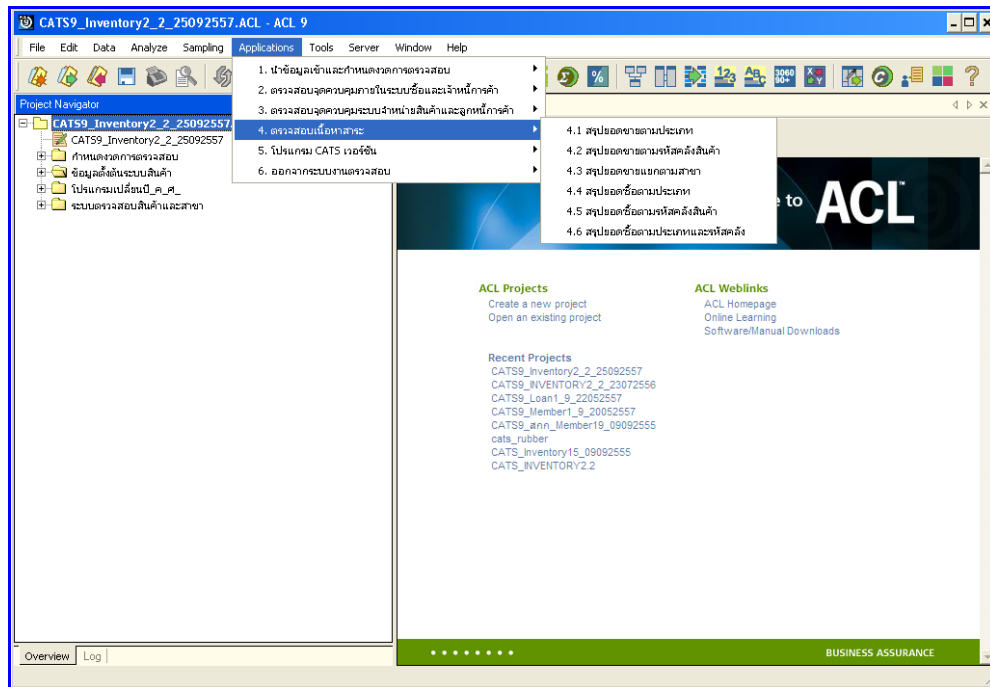 CATS9_Inventory2_2_25092557.ACL - ACL 9
File Edit Data Analyze Sampling Applications Tools Server Window Help
Project Navigator
CATS9_Inventory2_2_25092557.
CATS9_Inventory2_2_25092557
กำหนดงวดการตรวจสอบ
ข้อมูลตั้งต้นระบบสินค้า
โปรแกรมเปลี่ยนปี_ค_ศ_
ระบบตรวจสอบสินค้าและสาขา
1. นำข้อมูลเข้าและกำหนดงวดการตรวจสอบ
2. ตรวจสอบจุดควบคุมภายในระบบซื้อและเจ้าหนี้การค้า
3. ตรวจสอบจุดควบคุมระบบจำหน่ายสินค้าและลูกหนี้การค้า
4. ตรวจสอบเนื้อหาสาระ
5. โปรแกรม CATS เวอร์ชัน
6. ออกจากระบบงานตรวจสอบ
4.1 สรุปยอดขายตามประเภท
4.2 สรุปยอดขายตามรหัสคลังสินค้า
4.3 สรุปยอดขายแยกตามสาขา
4.4 สรุปยอดซื้อตามประเภท
4.5 สรุปยอดซื้อตามรหัสคลังสินค้า
4.6 สรุปยอดซื้อตามประเภทและรหัสคลัง
to ACL™
ACL Projects
Create a new project
Open an existing project
ACL Weblinks
ACL Homepage
Online Learning
Software/Manual Downloads
Recent Projects
CATS9_Inventory2_2_25092557
CATS9_INVENTORY2_2_23072556
CATS9_Loan1_9_22052557
CATS9_Member1_9_20052557
CATS9_สกก_Member19_09092555
cats_rubber
CATS_Inventory15_09092555
CATS_INVENTORY2.2
Overview Log
BUSINESS ASSURANCE